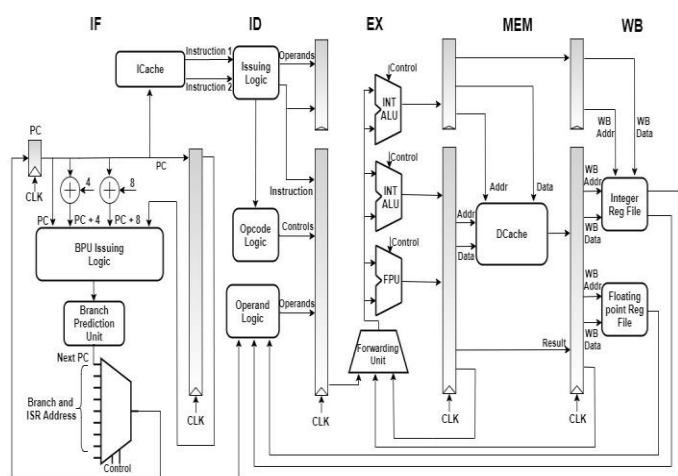 IF
ID
EX
MEM
WB
PC
CLK
ICache
Instruction 1
Instruction 2
Issuing
Logic
Operands
PC
4
8
PC
PC + 4
PC + 8
BPU Issuing
Logic
Branch
Prediction
Unit
Next PC
Branch and
ISR Address
Control
CLK
Instruction
Opcode
Logic
Controls
Operand
Logic
Operands
CLK
Control
INT
ALU
Control
INT
ALU
Control
FPU
Forwarding
Unit
CLK
Addr
Data
Addr
Data
DCache
Result
CLK
WB
Addr
WB
Data
WB
Addr
WB
Data
Integer
Reg File
WB
Addr
WB
Data
Floating
point Reg
File